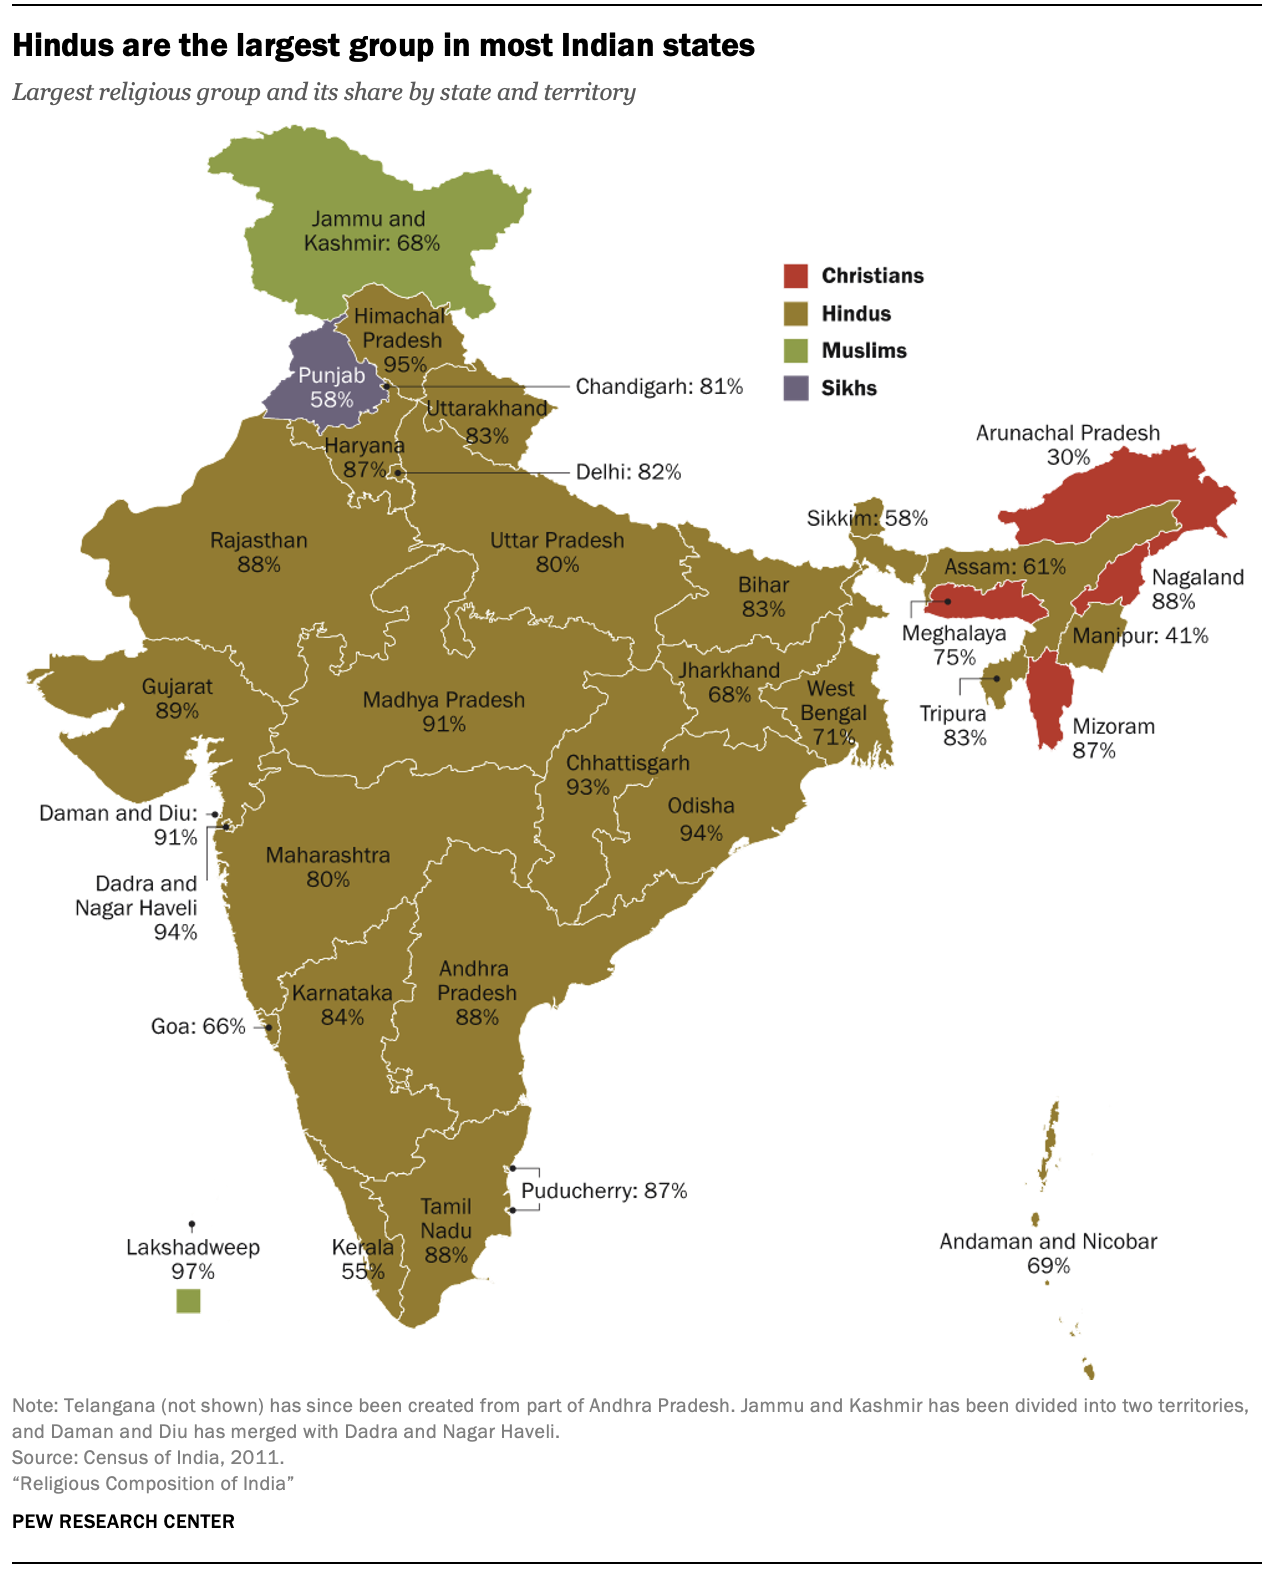 Hindus are the largest group in most Indian states
Largest religious group and its share by state and territory
Jammu and
Kashmir: 68%
Christians
Hindus
Muslims
Sikhs
Himachal
Pradesh
95%
Punjab
58%
Chandigarh: 81%
Uttarakhand
83%
Haryana
87%
Delhi: 82%
Arunachal Pradesh
30%
Sikkim: 58%
Rajasthan
88%
Uttar Pradesh
80%
Bihar
83%
Assam: 61%
Nagaland
88%
Meghalaya
75%
Manipur: 41%
Tripura
83%
Mizoram
87%
Gujarat
89%
Madhya Pradesh
91%
Jharkhand
68%
West
Bengal
71%
Chhattisgarh
93%
Odisha
94%
Daman and Diu:
91%
Dadra and
Nagar Haveli
94%
Maharashtra
80%
Andhra
Pradesh
88%
Karnataka
84%
Goa: 66%
Puducherry: 87%
Tamil
Nadu
88%
Kerala
55%
Lakshadweep
97%
Andaman and Nicobar
69%
Note: Telangana (not shown) has since been created from part of Andhra Pradesh. Jammu and Kashmir has been divided into two territories,
and Daman and Diu has merged with Dadra and Nagar Haveli.
Source: Census of India, 2011.
“Religious Composition of India”
PEW RESEARCH CENTER